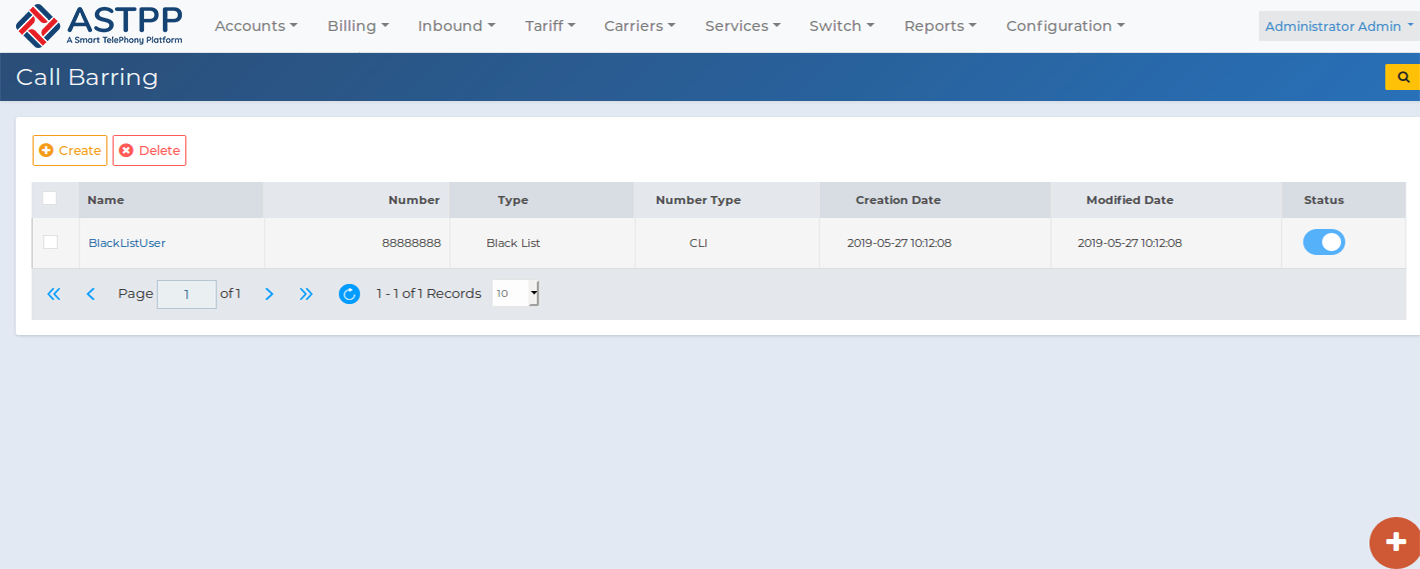 ASTPP
A Smart TelePhony Platform
Accounts Billing Inbound Tariff Carriers Services Switch Reports Configuration Administrator Admin
Call Barring
Create Delete
Name Number Type Number Type Creation Date Modified Date Status
BlackListUser 88888888 Black List CLI 2019-05-27 10:12:08 2019-05-27 10:12:08
Page 1 of 1 1 - 1 of 1 Records 10